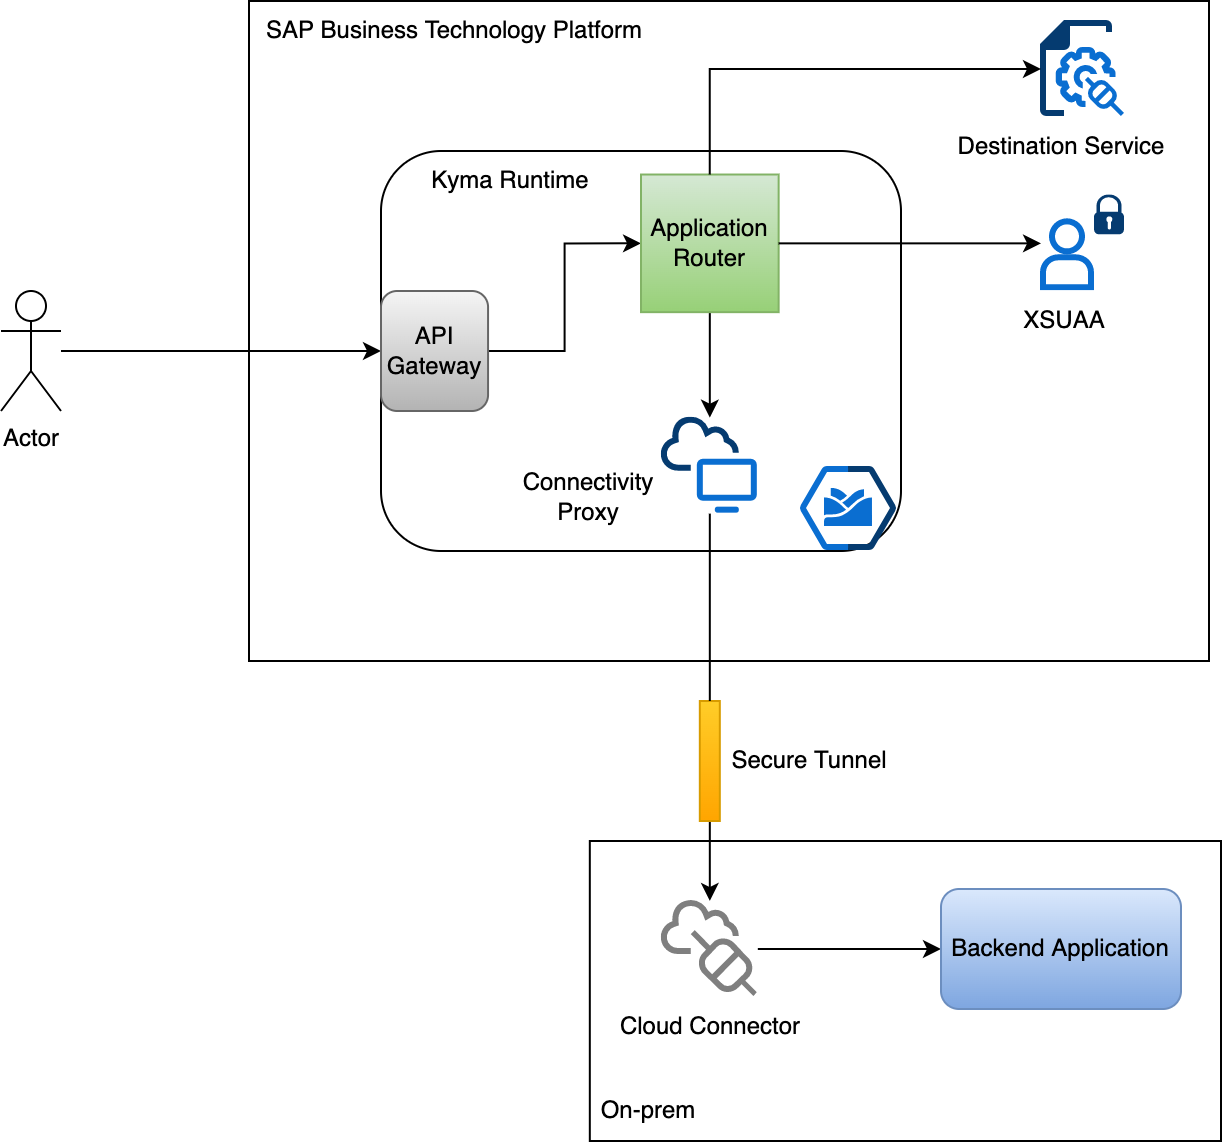 SAP Business Technology Platform
Destination Service
Kyma Runtime
Application
Router
XSUAA
API
Gateway
Actor
Connectivity
Proxy
Secure Tunnel
Backend Application
Cloud Connector
On-prem